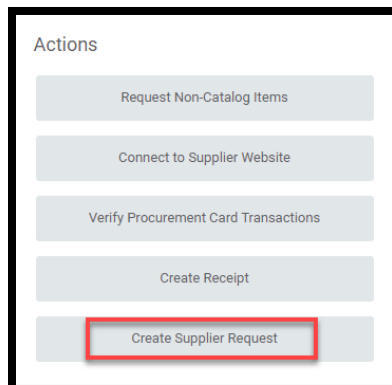 Actions
Request Non-Catalog Items
Connect to Supplier Website
Verify Procurement Card Transactions
Create Receipt
Create Supplier Request